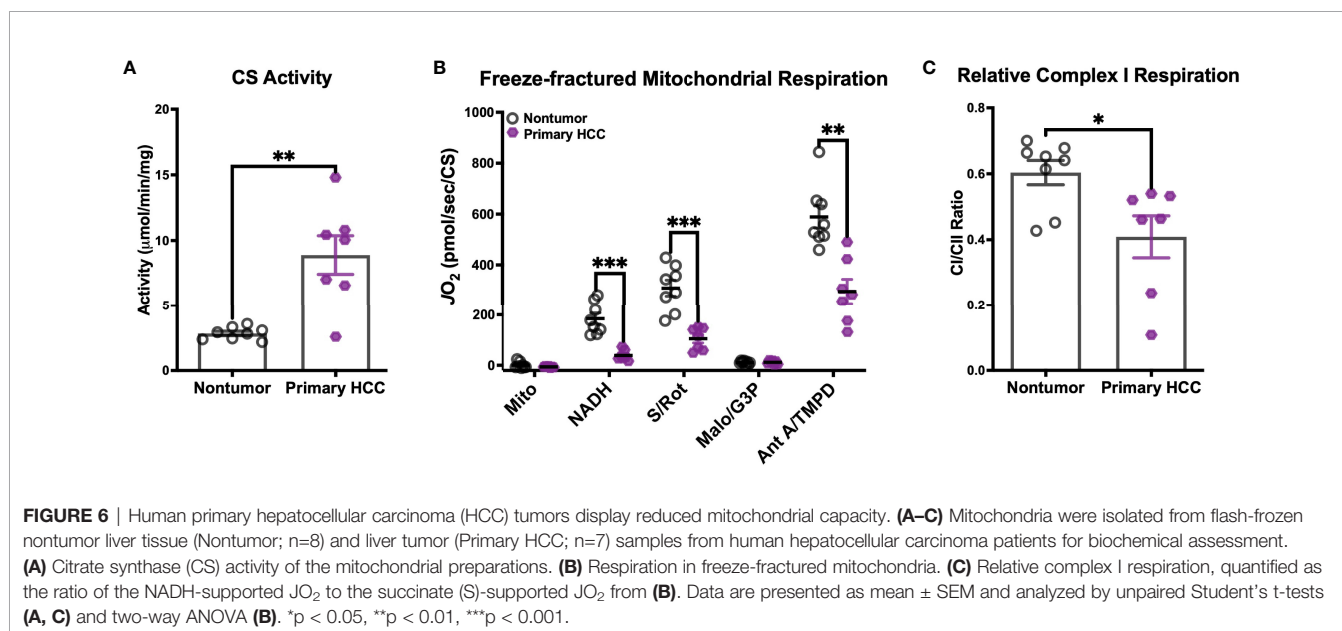 A
CS Activity
Activity (μmol/min/mg)
20
15
10
5
0
**
Nontumor
Primary HCC
B
Freeze-fractured Mitochondrial Respiration
JO₂ (pmol/sec/CS)
1000
800
600
400
200
0
Nontumor
Primary HCC
***
***
**
Mito
NADH
S/Rot
Malo/G3P
Ant A/TMPD
C
Relative Complex I Respiration
CI/CII Ratio
0.8
0.6
0.4
0.2
0.0
*
Nontumor
Primary HCC
FIGURE 6 | Human primary hepatocellular carcinoma (HCC) tumors display reduced mitochondrial capacity. (A–C) Mitochondria were isolated from flash-frozen
nontumor liver tissue (Nontumor; n=8) and liver tumor (Primary HCC; n=7) samples from human hepatocellular carcinoma patients for biochemical assessment.
(A) Citrate synthase (CS) activity of the mitochondrial preparations. (B) Respiration in freeze-fractured mitochondria. (C) Relative complex I respiration, quantified as
the ratio of the NADH-supported JO₂ to the succinate (S)-supported JO₂ from (B). Data are presented as mean ± SEM and analyzed by unpaired Student's t-tests
(A, C) and two-way ANOVA (B). *p < 0.05, **p < 0.01, ***p < 0.001.